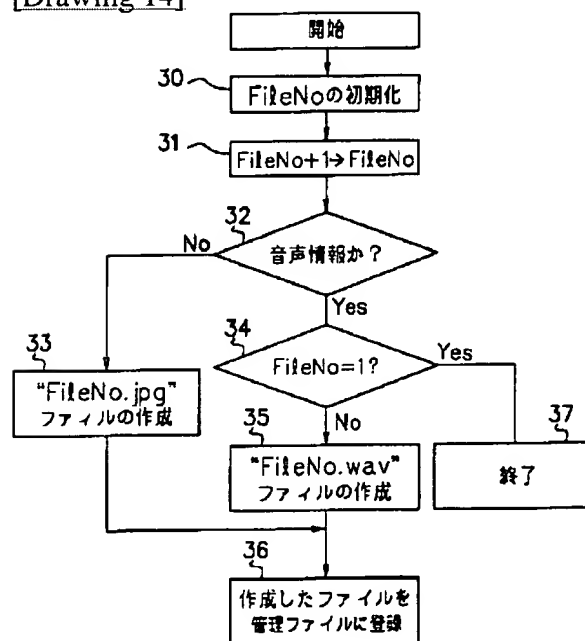 [Drawing 14]
開始
30
FileNoの初期化
31
FileNo+1→FileNo
32
No
音声情報か?
Yes
33
34
FileNo=1?
Yes
"FileNo.jpg"
ファイルの作成
No
35
37
"FileNo.wav"
ファイルの作成
終了
36
作成したファイルを
管理ファイルに登録